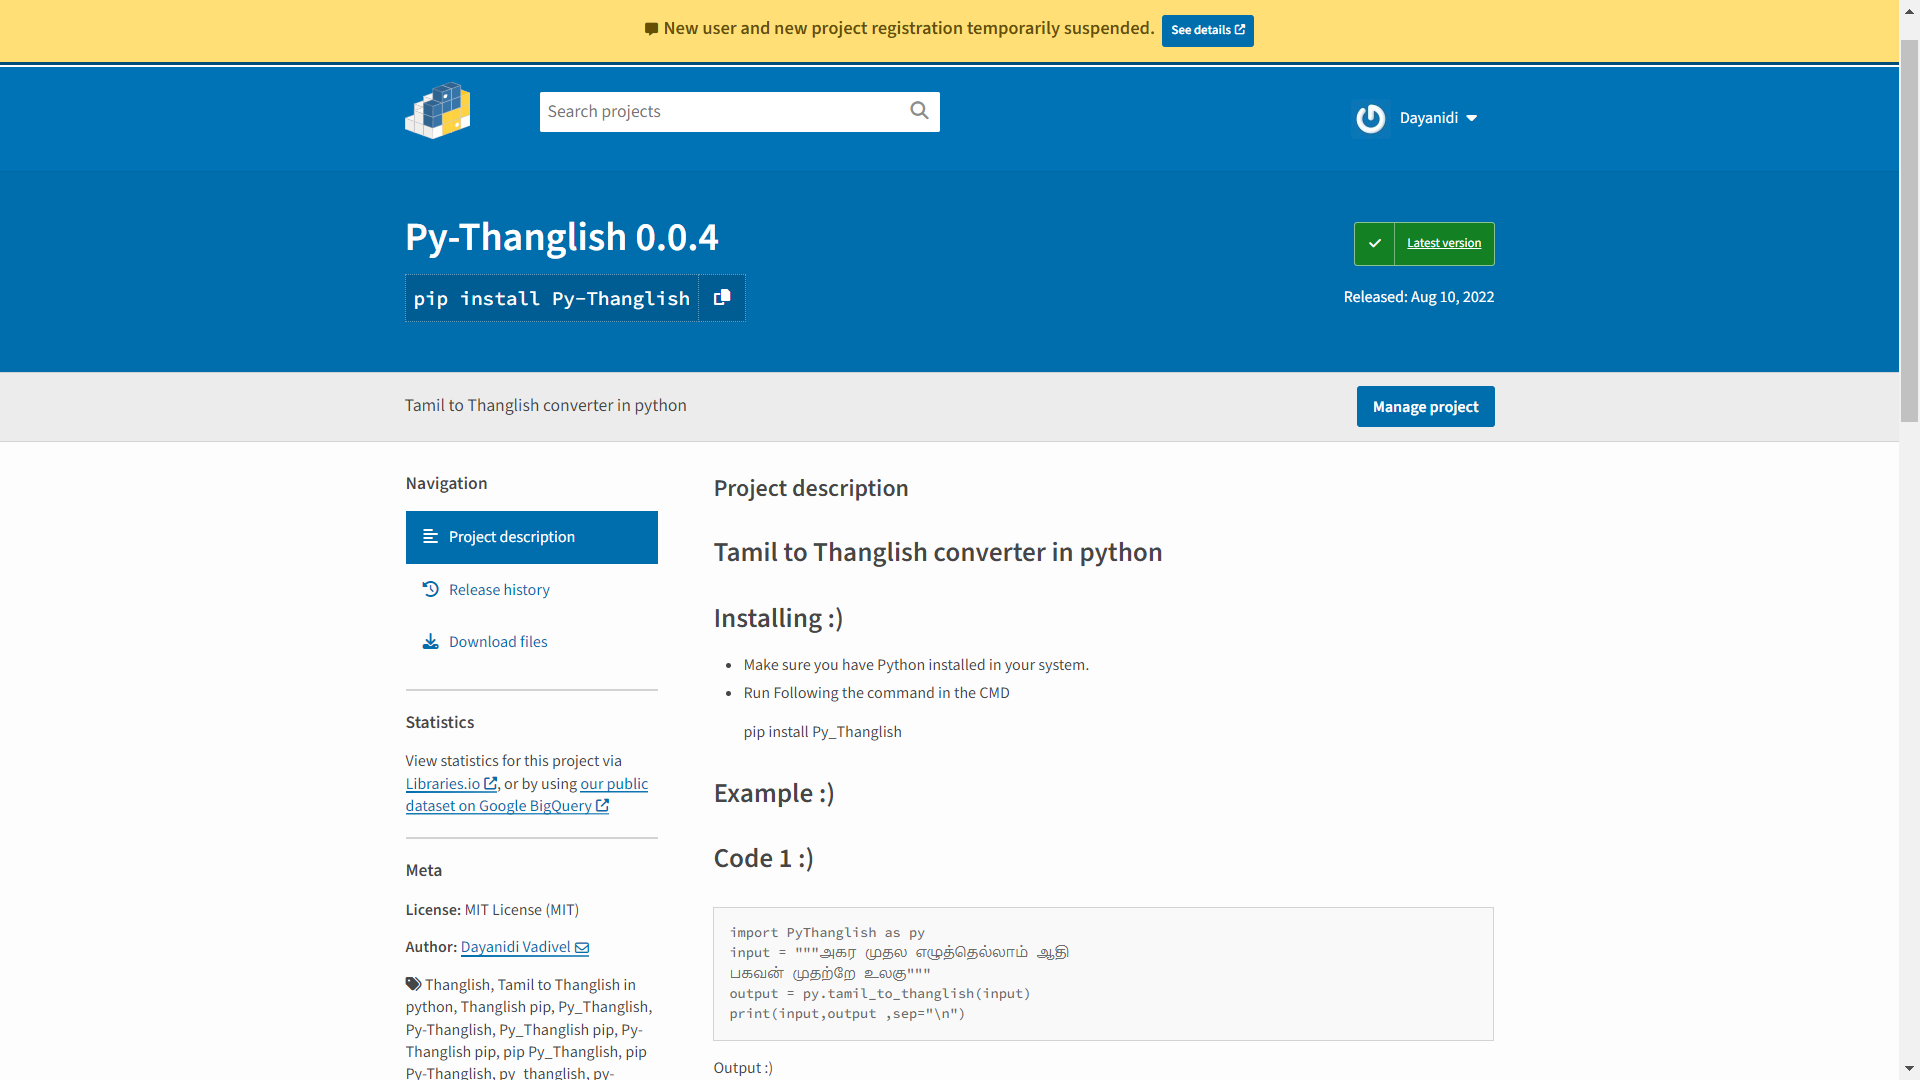 New user and new project registration temporarily suspended. See details
Search projects
Dayanidi
Py-Thanglish 0.0.4
Latest version
pip install Py-Thanglish
Released: Aug 10, 2022
Tamil to Thanglish converter in python
Manage project
Navigation
Project description
Release history
Download files
Statistics
View statistics for this project via
Libraries.io, or by using our public
dataset on Google BigQuery
Meta
License: MIT License (MIT)
Author: Dayanidi Vadivel
Thanglish, Tamil to Thanglish in
python, Thanglish pip, Py_Thanglish,
Py-Thanglish, Py_Thanglish pip, Py-
Thanglish pip, pip Py_Thanglish, pip
Py-Thanglish, py_thanglish, py-
Project description
Tamil to Thanglish converter in python
Installing :)
Make sure you have Python installed in your system.
Run Following the command in the CMD
pip install Py_Thanglish
Example :)
Code 1 :)
import PyThanglish as py
input = """அகர முதல எழுத்தெல்லாம் ஆதி
பகவன் முதற்றே உலகு"""
output = py.tamil_to_thanglish(input)
print(input,output ,sep="\n")
Output :)